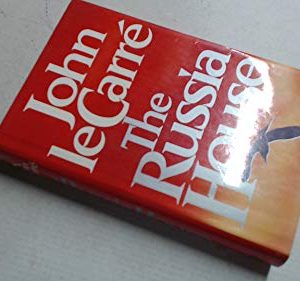 John
le Carré
The
Russia
House